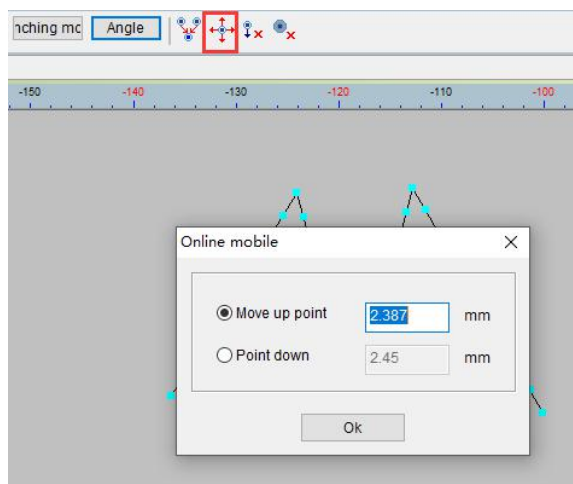 nching mc Angle
-150 -140 -130 -120 -110 -100
Online mobile
Move up point 2.387 mm
Point down 2.45 mm
Ok